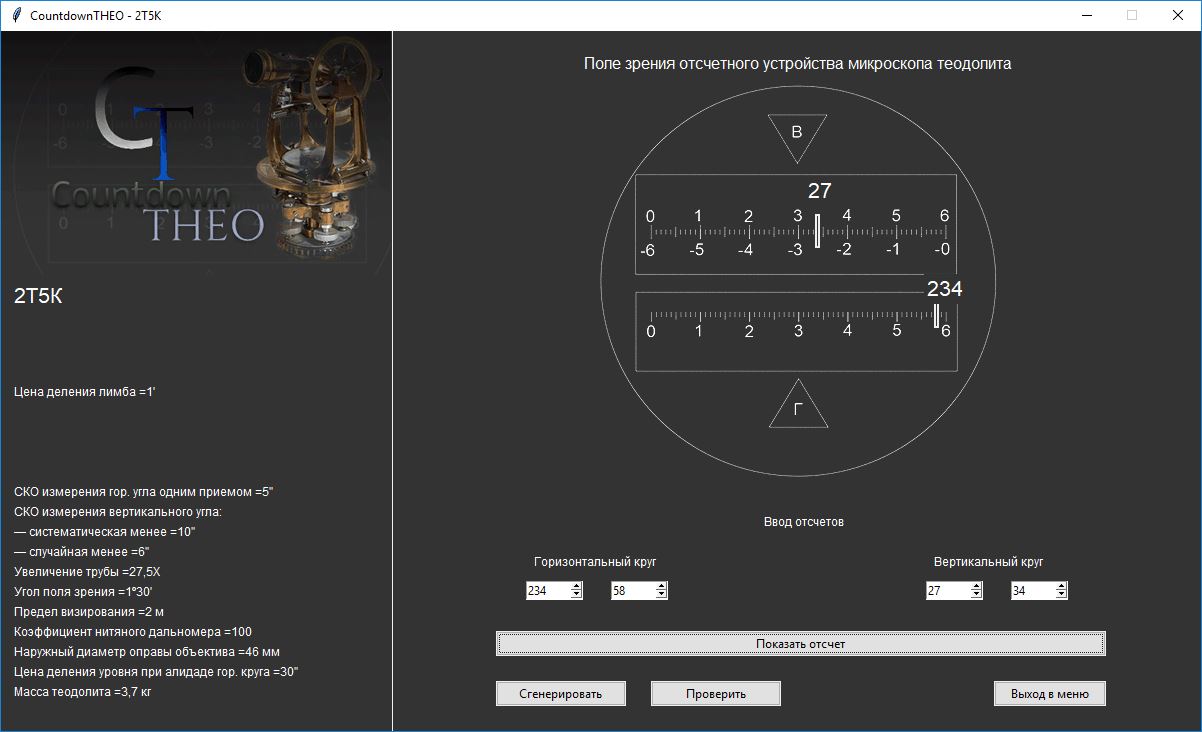 CountdownTHEO - 2T5K
CT
Countdown
THEO
2Т5К
Цена деления лимба =1'
СКО измерения гор. угла одним приемом =5"
СКО измерения вертикального угла:
— систематическая менее =10"
— случайная менее =6"
Увеличение трубы =27,5Х
Угол поля зрения =1°30'
Предел визирования =2 м
Коэффициент нитяного дальномера =100
Наружный диаметр оправы объектива =46 мм
Цена деления уровня при алидаде гор. круга =30"
Масса теодолита =3,7 кг
Поле зрения отсчетного устройства микроскопа теодолита
В
27
0 1 2 3 4 5 6
-6 -5 -4 -3 -2 -1 -0
234
0 1 2 3 4 5 6
Г
Ввод отсчетов
Горизонтальный круг Вертикальный круг
234 58 27 34
Показать отсчет
Сгенерировать Проверить Выход в меню